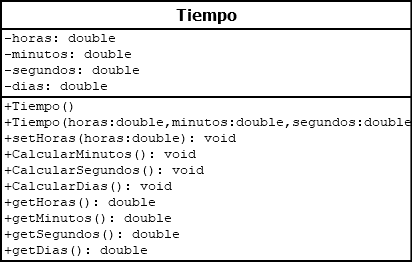 Tiempo
-horas: double
-minutos: double
-segundos: double
-dias: double
+Tiempo()
+Tiempo(horas:double,minutos:double,segundos:double
+setHoras(horas:double): void
+CalcularMinutos(): void
+CalcularSegundos(): void
+CalcularDias(): void
+getHoras(): double
+getMinutos(): double
+getSegundos(): double
+getDias(): double